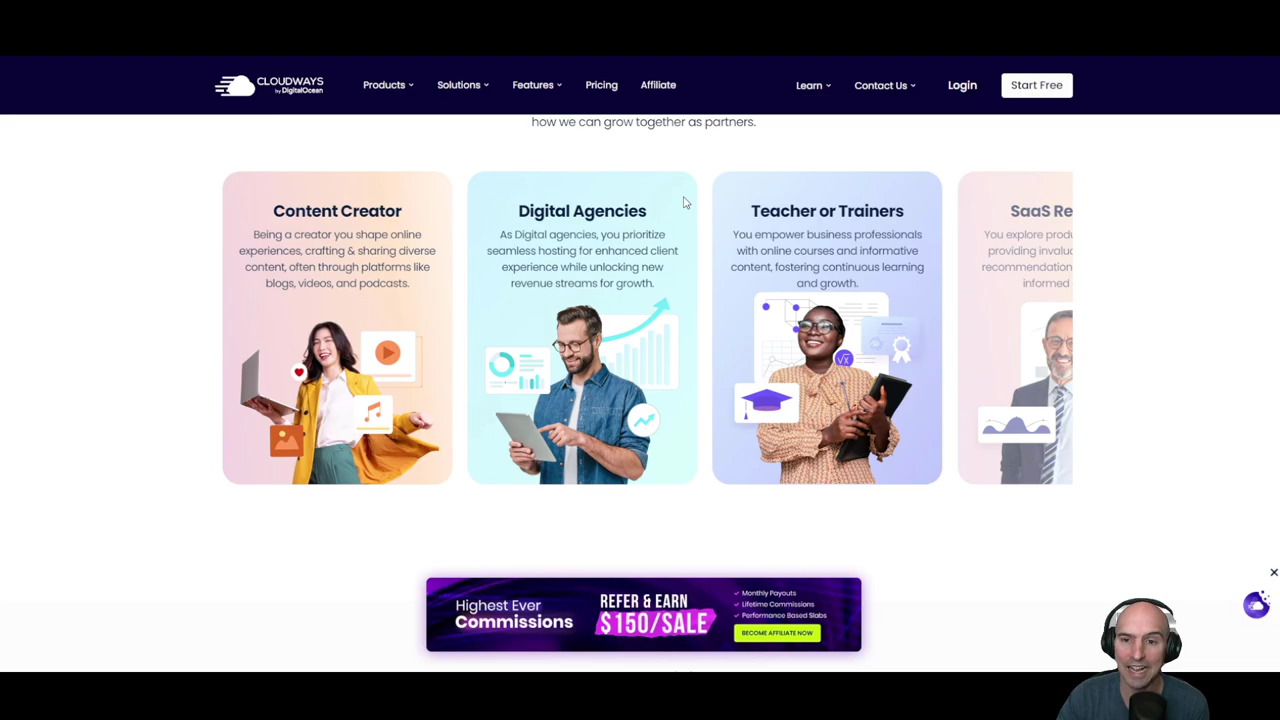 CLOUDWAYS
by DigitalOcean
Products
Solutions
Features
Pricing
Affiliate
Learn
Contact Us
Login
Start Free
how we can grow together as partners.
Content Creator
Being a creator you shape online
experiences, crafting & sharing diverse
content, often through platforms like
blogs, videos, and podcasts.
Digital Agencies
As Digital agencies, you prioritize
seamless hosting for enhanced client
experience while unlocking new
revenue streams for growth.
Teacher or Trainers
You empower business professionals
with online courses and informative
content, fostering continuous learning
and growth.
√x
SaaS Re
You explore produ
providing invalua
recommendation
informed
Highest Ever
Commissions
REFER & EARN
$150/SALE
Monthly Payouts
Lifetime Commissions
Performance Based Slabs
BECOME AFFILIATE NOW